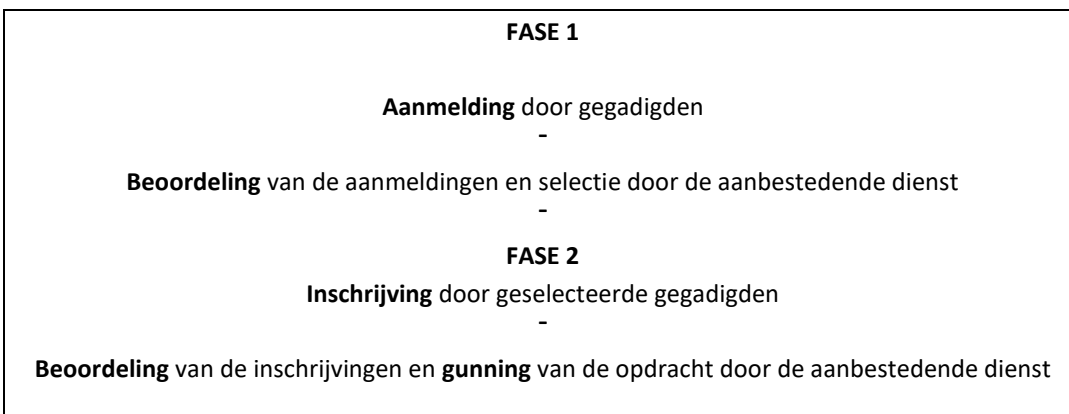 FASE 1
Aanmelding door gegadigden
-
Beoordeling van de aanmeldingen en selectie door de aanbestedende dienst
-
FASE 2
Inschrijving door geselecteerde gegadigden
-
Beoordeling van de inschrijvingen en gunning van de opdracht door de aanbestedende dienst